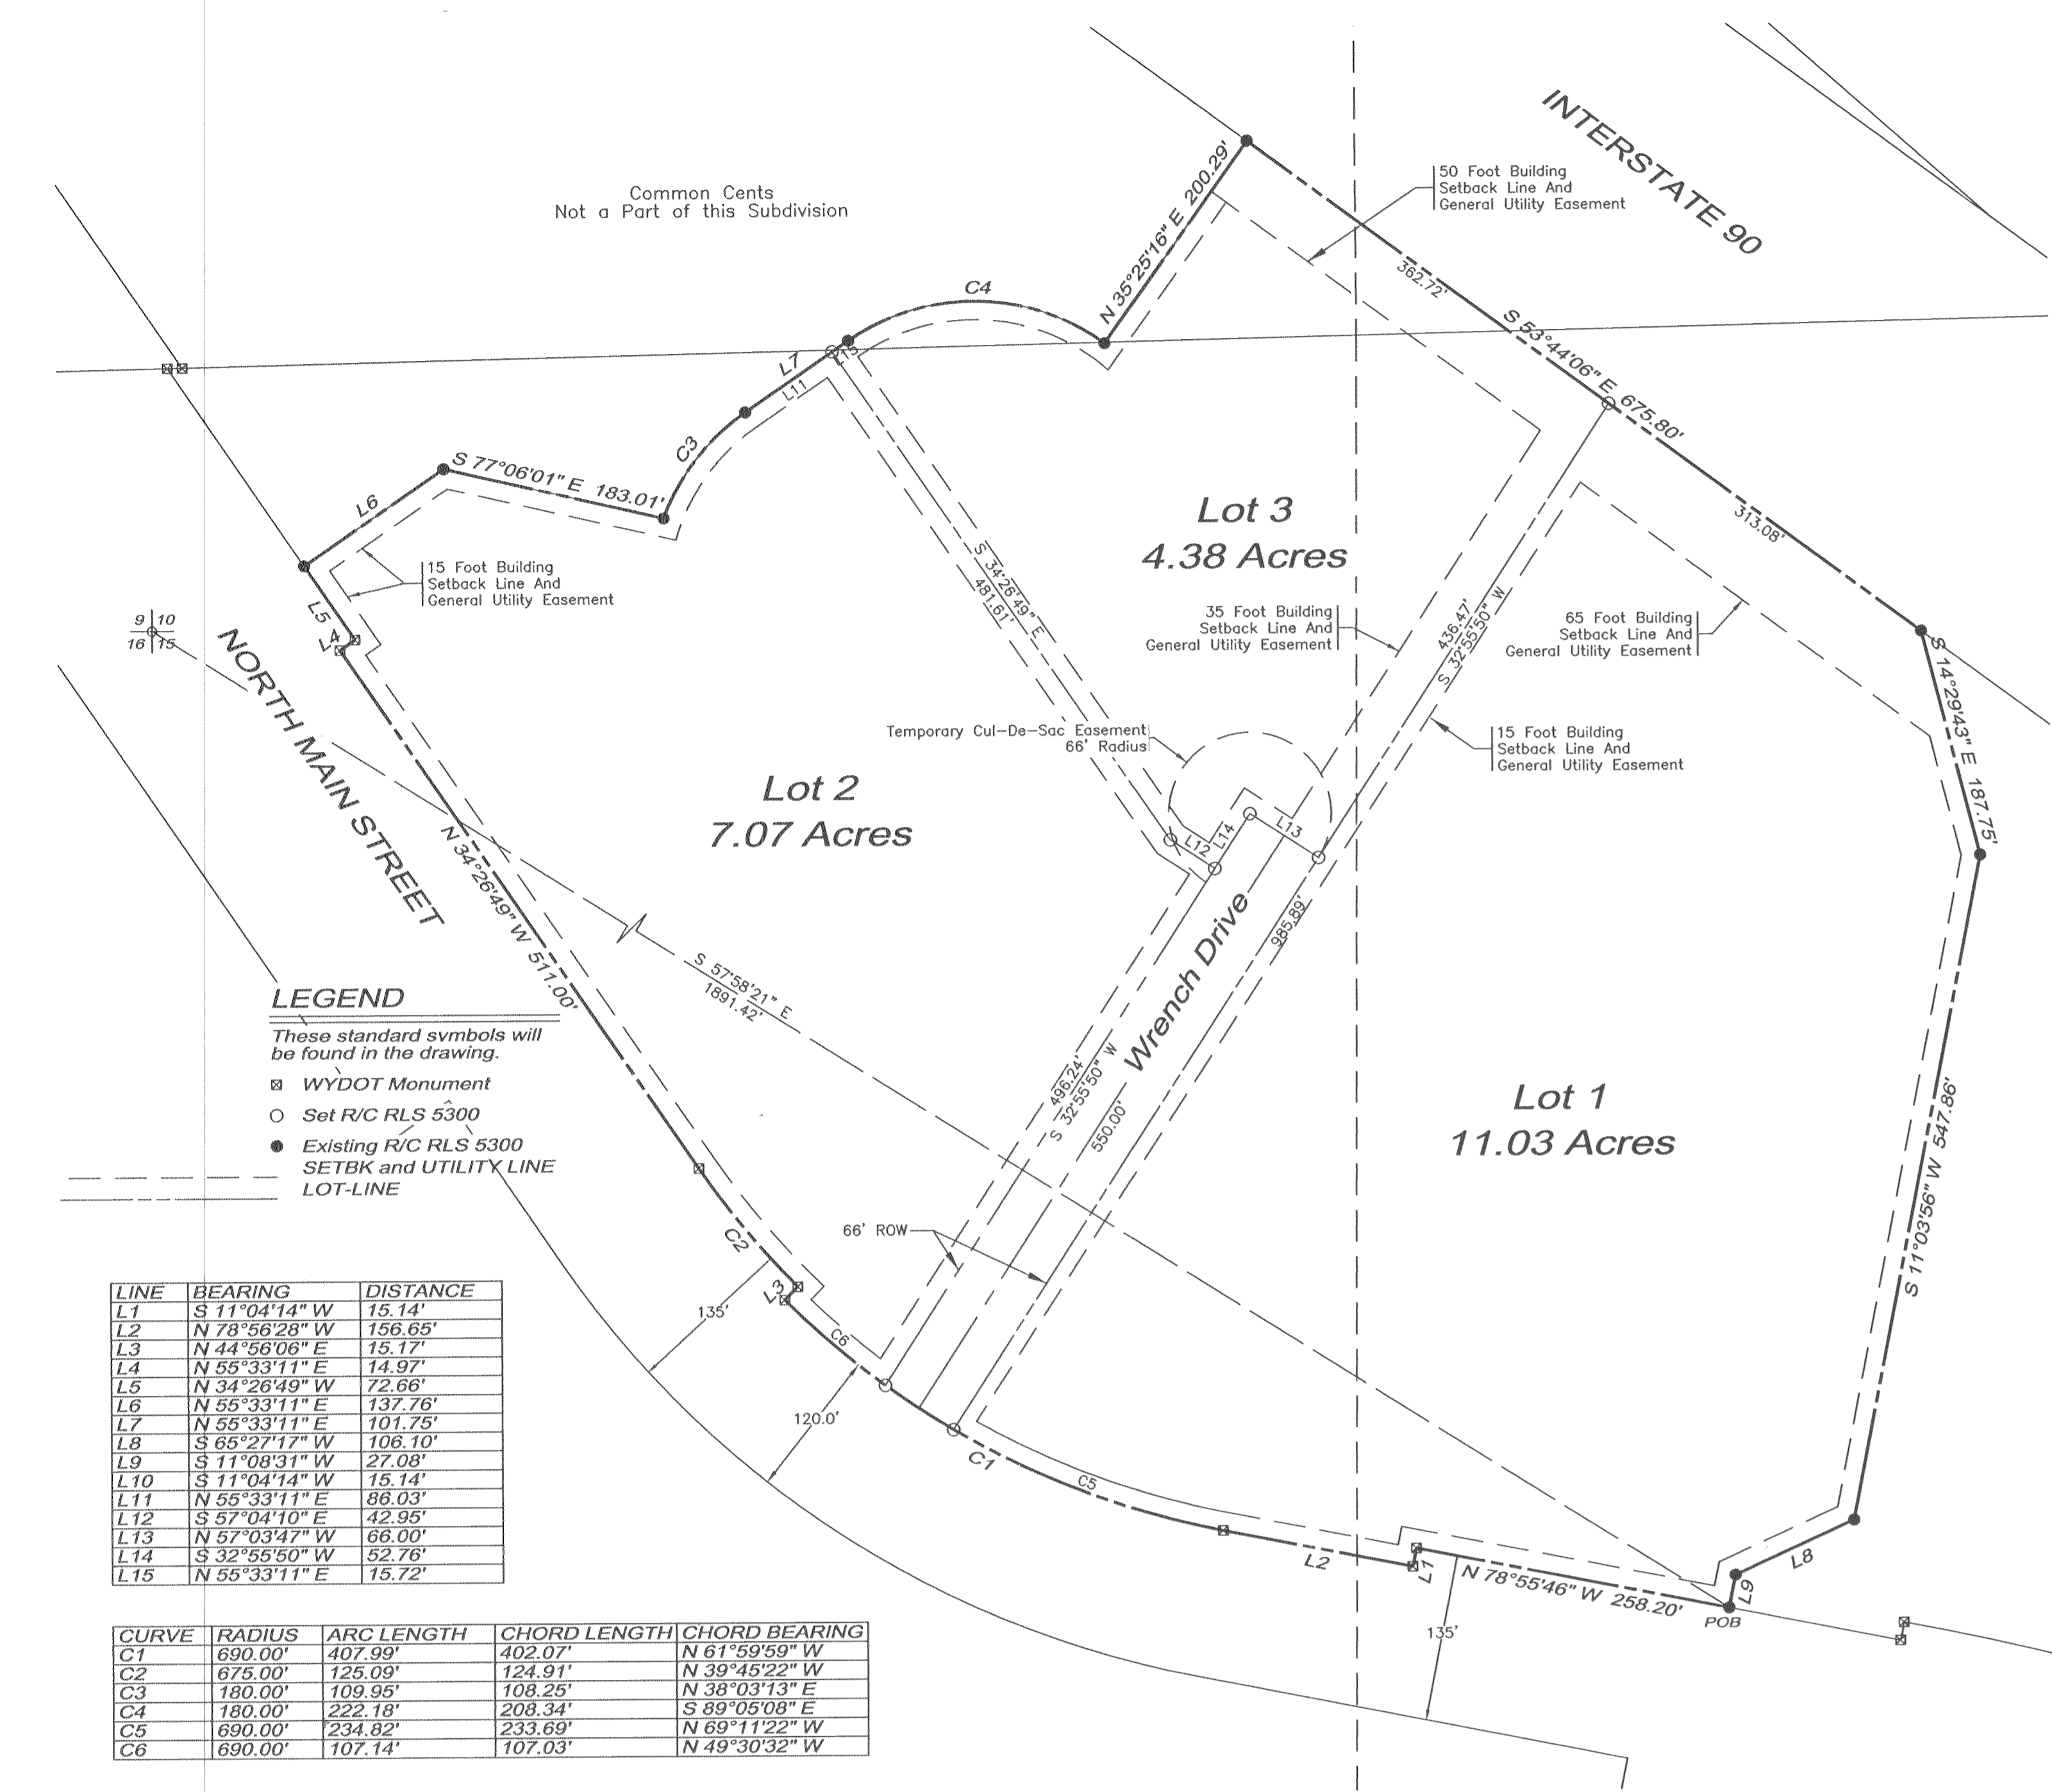 INTERSTATE 90
Common Cents
Not a Part of this Subdivision
50 Foot Building
Setback Line And
General Utility Easement
N 35°25'16" E 200.29'
C4
362.72'
S 53°44'06" E 675.80'
L7
L15
L11
C3
S 77°06'01" E 183.01'
L6
313.08'
Lot 3
4.38 Acres
15 Foot Building
Setback Line And
General Utility Easement
S 34°26'49" E
481.61'
35 Foot Building
Setback Line And
General Utility Easement
436.47'
S 32°55'50" W
65 Foot Building
Setback Line And
General Utility Easement
L5
L4
9 10
16 15
NORTH MAIN STREET
S 14°29'43" E 187.75'
Temporary Cul-De-Sac Easement
66' Radius
15 Foot Building
Setback Line And
General Utility Easement
Lot 2
7.07 Acres
L12
L14
L13
N 34°26'49" W 511.00'
985.89'
Wrench Drive
S 57°58'21" E
1891.42'
LEGEND
These standard symbols will
be found in the drawing.
WYDOT Monument
Set R/C RLS 5300
Existing R/C RLS 5300
SETBK and UTILITY LINE
LOT-LINE
496.24'
S 32°55'50" W
550.00'
Lot 1
11.03 Acres
S 11°03'56" W 547.86'
66' ROW
C2
L3
135'
C6
120.0'
C1
C5
L2
L1
N 78°55'46" W 258.20'
L8
L9
POB
135'
LINE BEARING DISTANCE
L1 S 11°04'14" W 15.14'
L2 N 78°56'28" W 156.65'
L3 N 44°56'06" E 15.17'
L4 N 55°33'11" E 14.97'
L5 N 34°26'49" W 72.66'
L6 N 55°33'11" E 137.76'
L7 N 55°33'11" E 101.75'
L8 S 65°27'17" W 106.10'
L9 S 11°08'31" W 27.08'
L10 S 11°04'14" W 15.14'
L11 N 55°33'11" E 86.03'
L12 S 57°04'10" E 42.95'
L13 N 57°03'47" W 66.00'
L14 S 32°55'50" W 52.76'
L15 N 55°33'11" E 15.72'
CURVE RADIUS ARC LENGTH CHORD LENGTH CHORD BEARING
C1 690.00' 407.99' 402.07' N 61°59'59" W
C2 675.00' 125.09' 124.91' N 39°45'22" W
C3 180.00' 109.95' 108.25' N 38°03'13" E
C4 180.00' 222.18' 208.34' S 89°05'08" E
C5 690.00' 234.82' 233.69' N 69°11'22" W
C6 690.00' 107.14' 107.03' N 49°30'32" W